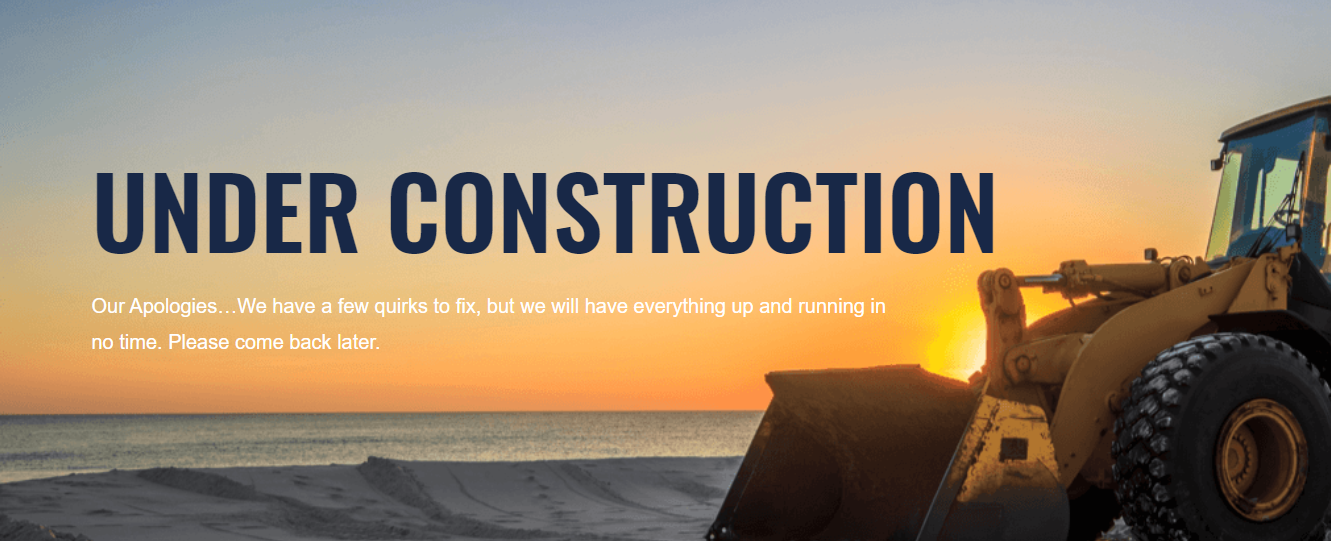 UNDER CONSTRUCTION
Our Apologies…We have a few quirks to fix, but we will have everything up and running in
no time. Please come back later.